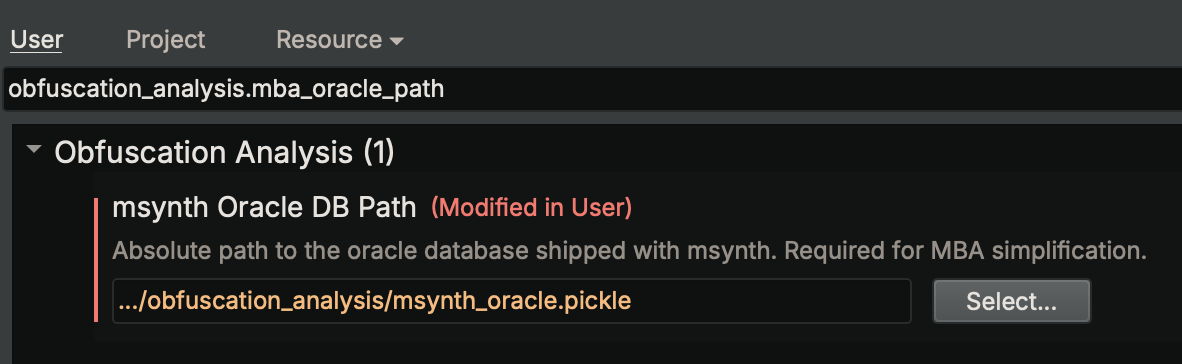 User Project Resource
obfuscation_analysis.mba_oracle_path
Obfuscation Analysis (1)
msynth Oracle DB Path (Modified in User)
Absolute path to the oracle database shipped with msynth. Required for MBA simplification.
.../obfuscation_analysis/msynth_oracle.pickle Select...